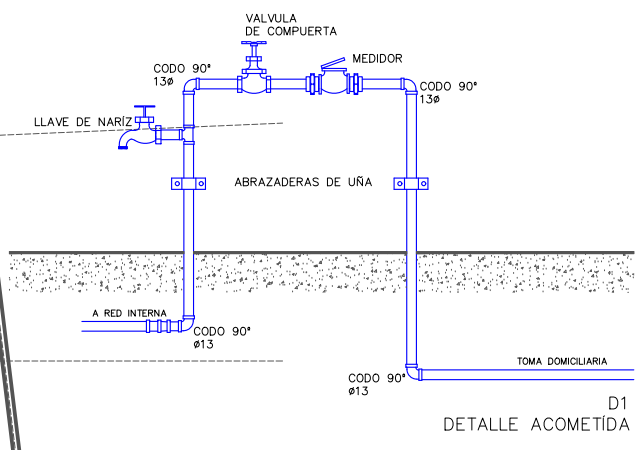 VALVULA
DE COMPUERTA
MEDIDOR
CODO 90°
13ø
CODO 90°
13ø
LLAVE DE NARÍZ
ABRAZADERAS DE UÑA
A RED INTERNA
CODO 90°
ø13
TOMA DOMICILIARIA
CODO 90°
ø13
D1
DETALLE ACOMETÍDA